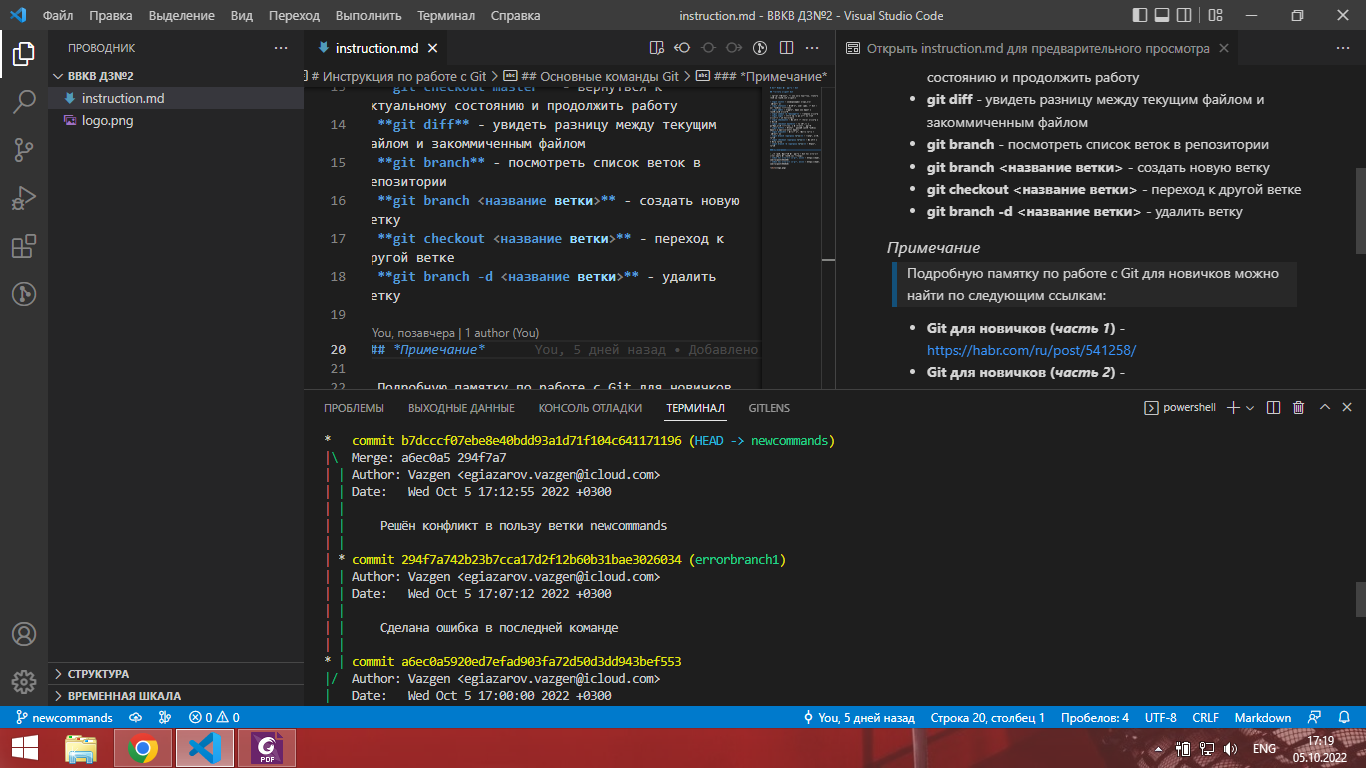 Файл Правка Выделение Вид Переход Выполнить Терминал Справка
instruction.md - ВВКВ ДЗ№2 - Visual Studio Code
ПРОВОДНИК
ВВКВ ДЗ№2
instruction.md
logo.png
СТРУКТУРА
ВРЕМЕННАЯ ШКАЛА
instruction.md
# Инструкция по работе с Git > ## Основные команды Git > ### *Примечание*
**git checkout master** - вернуться к
ктуальному состоянию и продолжить работу
14 **git diff** - увидеть разницу между текущим
айлом и закоммиченным файлом
15 **git branch** - посмотреть список веток в
епозитории
16 **git branch <название ветки>** - создать новую
етку
17 **git checkout <название ветки>** - переход к
ругой ветке
18 **git branch -d <название ветки>** - удалить
етку
19
You, позавчера | 1 author (You)
20 ## *Примечание* You, 5 дней назад • Добавлено
21
22 Подробную памятку по работе с Git для новичков
Открыть instruction.md для предварительного просмотра
состоянию и продолжить работу
• git diff - увидеть разницу между текущим файлом и
закоммиченным файлом
• git branch - посмотреть список веток в репозитории
• git branch <название ветки> - создать новую ветку
• git checkout <название ветки> - переход к другой ветке
• git branch -d <название ветки> - удалить ветку
Примечание
Подробную памятку по работе с Git для новичков можно
найти по следующим ссылкам:
• Git для новичков (часть 1) -
https://habr.com/ru/post/541258/
• Git для новичков (часть 2) -
ПРОБЛЕМЫ ВЫХОДНЫЕ ДАННЫЕ КОНСОЛЬ ОТЛАДКИ ТЕРМИНАЛ GITLENS
powershell
* commit b7dcccf07ebe8e40bdd93a1d71f104c641171196 (HEAD -> newcommands)
|\ Merge: a6ec0a5 294f7a7
| | Author: Vazgen <egiazarov.vazgen@icloud.com>
| | Date: Wed Oct 5 17:12:55 2022 +0300
| |
| | Решён конфликт в пользу ветки newcommands
| |
| * commit 294f7a742b23b7cca17d2f12b60b31bae3026034 (errorbranch1)
| | Author: Vazgen <egiazarov.vazgen@icloud.com>
| | Date: Wed Oct 5 17:07:12 2022 +0300
| |
| | Сделана ошибка в последней команде
| |
* | commit a6ec0a5920ed7efad903fa72d50d3dd943bef553
|/ Author: Vazgen <egiazarov.vazgen@icloud.com>
| Date: Wed Oct 5 17:00:00 2022 +0300
newcommands 0 0
You, 5 дней назад Строка 20, столбец 1 Пробелов: 4 UTF-8 CRLF Markdown
PDF
ENG
17:19
05.10.2022